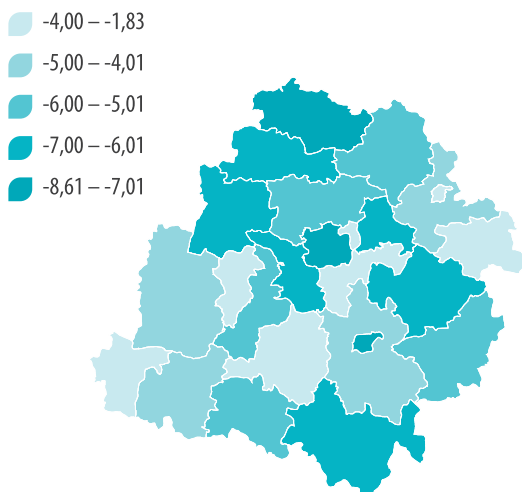 -4,00 – -1,83
-5,00 – -4,01
-6,00 – -5,01
-7,00 – -6,01
-8,61 – -7,01